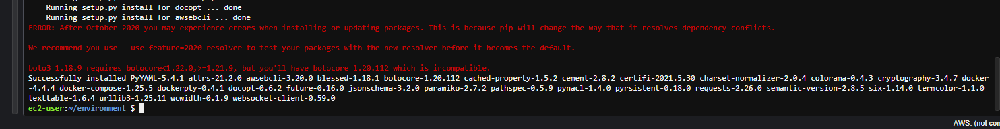 Running setup.py install for docopt ... done
Running setup.py install for awsebcli ... done
ERROR: After October 2020 you may experience errors when installing or updating packages. This is because pip will change the way that it resolves dependency conflicts.
We recommend you use --use-feature=2020-resolver to test your packages with the new resolver before it becomes the default.
boto3 1.18.9 requires botocore<1.22.0,>=1.21.9, but you'll have botocore 1.20.112 which is incompatible.
Successfully installed PyYAML-5.4.1 attrs-21.2.0 awsebcli-3.20.0 blessed-1.18.1 botocore-1.20.112 cached-property-1.5.2 cement-2.8.2 certifi-2021.5.30 charset-normalizer-2.0.4 colorama-0.4.3 cryptography-3.4.7 docker
-4.4.4 docker-compose-1.25.5 dockerpty-0.4.1 docopt-0.6.2 future-0.16.0 jsonschema-3.2.0 paramiko-2.7.2 pathspec-0.5.9 pynacl-1.4.0 pyrsistent-0.18.0 requests-2.26.0 semantic-version-2.8.5 six-1.14.0 termcolor-1.1.0
texttable-1.6.4 urllib3-1.25.11 wcwidth-0.1.9 websocket-client-0.59.0
ec2-user:~/environment $
AWS: (not con